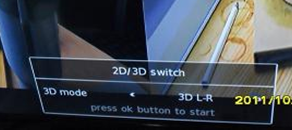 2D/3D switch
3D mode ◄ 3D L-R
press ok button to start
2011/10